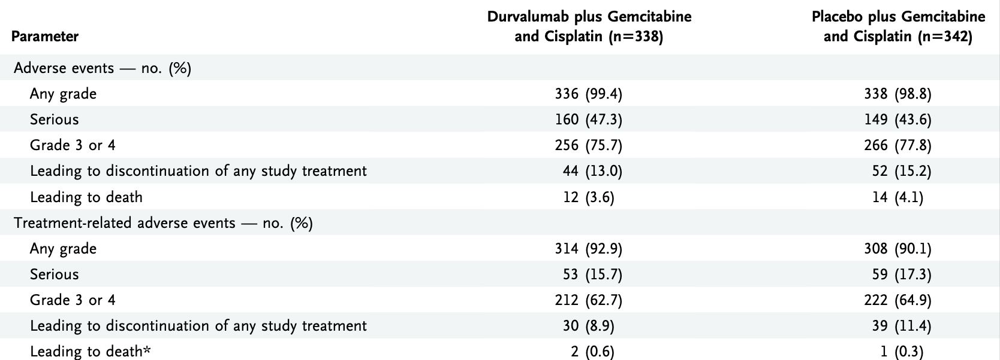 Parameter Durvalumab plus Gemcitabine and Cisplatin (n=338) Placebo plus Gemcitabine and Cisplatin (n=342)
Adverse events — no. (%)
Any grade 336 (99.4) 338 (98.8)
Serious 160 (47.3) 149 (43.6)
Grade 3 or 4 256 (75.7) 266 (77.8)
Leading to discontinuation of any study treatment 44 (13.0) 52 (15.2)
Leading to death 12 (3.6) 14 (4.1)
Treatment-related adverse events — no. (%)
Any grade 314 (92.9) 308 (90.1)
Serious 53 (15.7) 59 (17.3)
Grade 3 or 4 212 (62.7) 222 (64.9)
Leading to discontinuation of any study treatment 30 (8.9) 39 (11.4)
Leading to death* 2 (0.6) 1 (0.3)